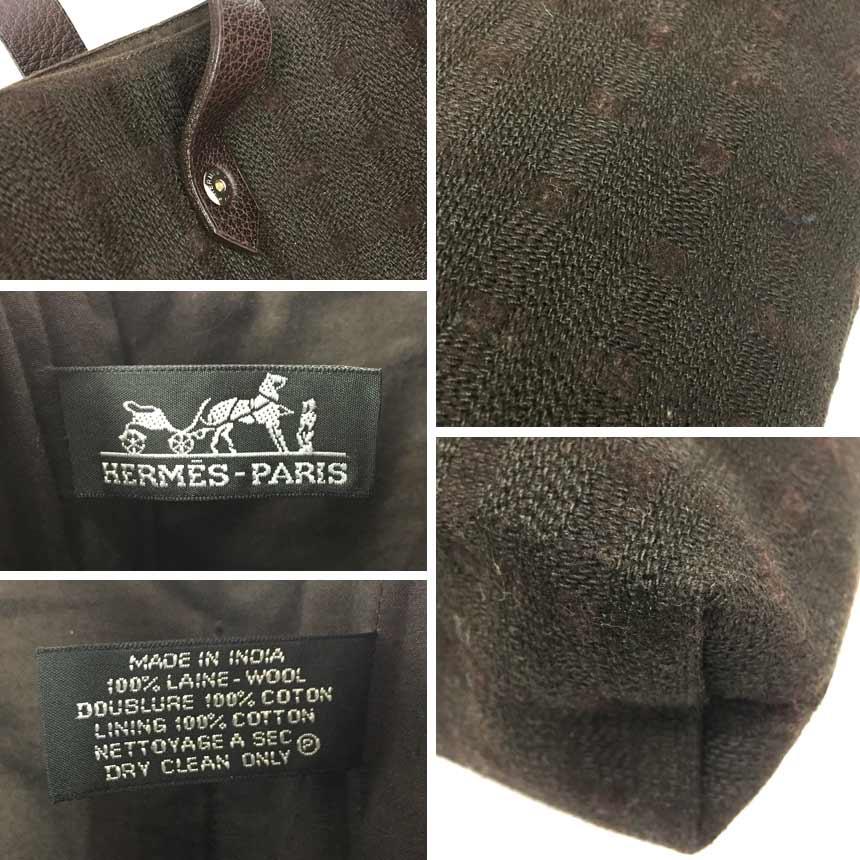 HERMÈS-PARIS
MADE IN INDIA
100% LAINE-WOOL
DOUBLURE 100% COTON
LINING 100% COTTON
NETTOYAGE A SEC Ⓟ
DRY CLEAN ONLY